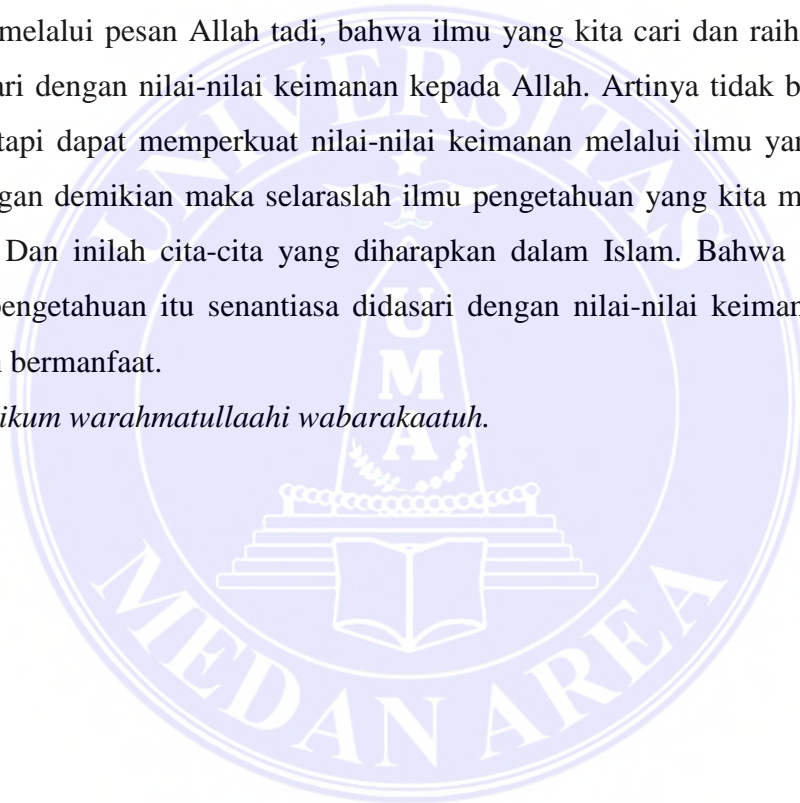 melalui pesan Allah tadi, bahwa ilmu yang kita cari dan raih
ari dengan nilai-nilai keimanan kepada Allah. Artinya tidak b
tapi dapat memperkuat nilai-nilai keimanan melalui ilmu yan
gan demikian maka selaraslah ilmu pengetahuan yang kita m
Dan inilah cita-cita yang diharapkan dalam Islam. Bahwa
pengetahuan itu senantiasa didasari dengan nilai-nilai keiman
n bermanfaat.
ikum warahmatullaahi wabarakaatuh.
UNIVERSITAS
UMA
MEDAN AREA